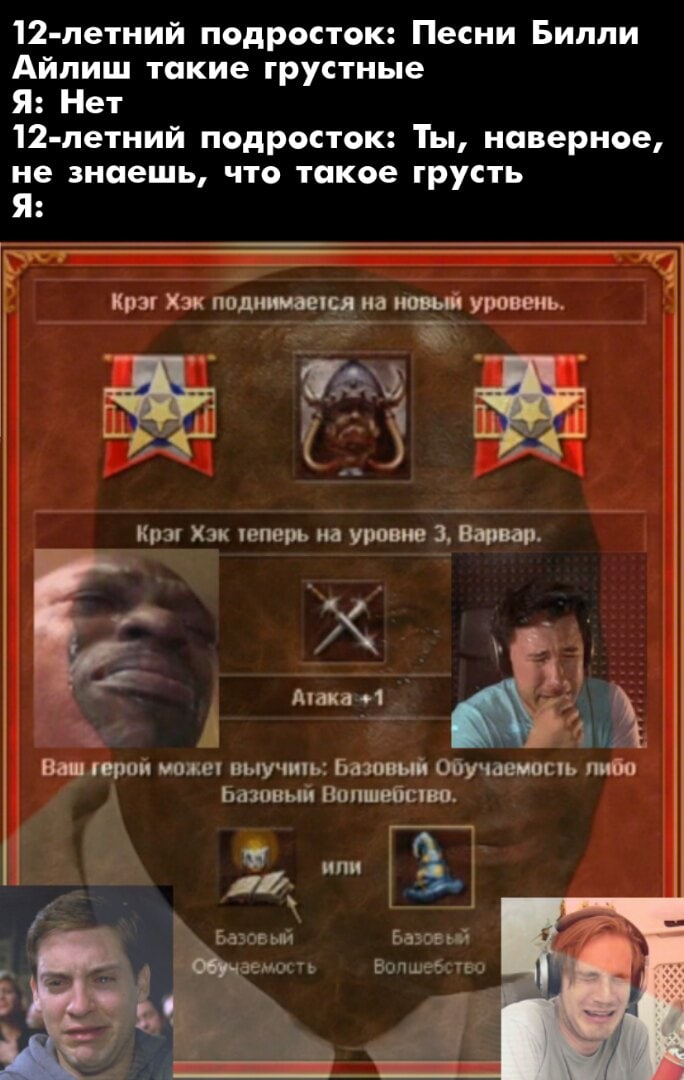 12-летний подросток: Песни Билли
Айлиш такие грустные
Я: Нет
12-летний подросток: Ты, наверное,
не знаешь, что такое грусть
Я:
Крэг Хэк поднимается на новый уровень.
Крэг Хэк теперь на уровне 3, Варвар.
Атака +1
Ваш герой может выучить: Базовый Обучаемость либо
Базовый Волшебство.
или
Базовый Базовый
Обучаемость Волшебство